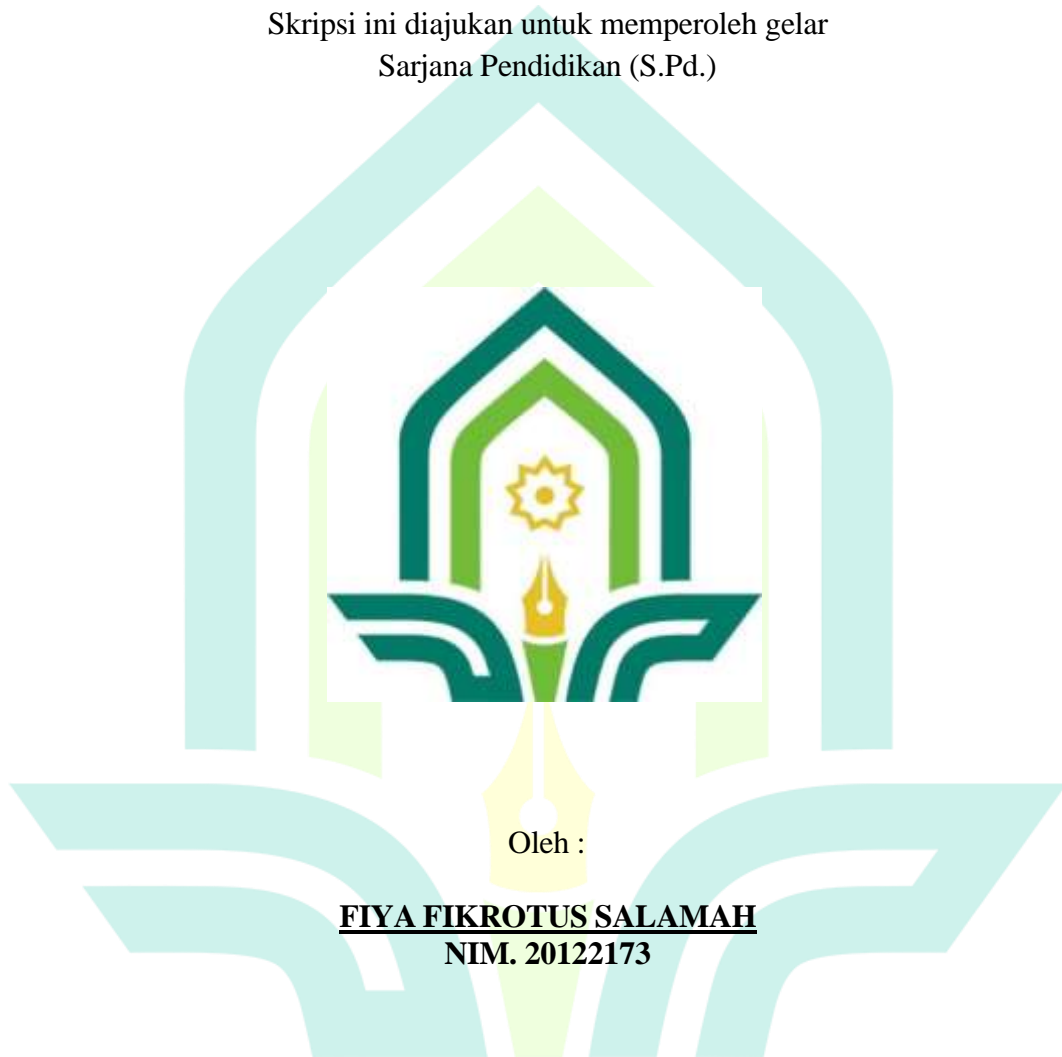 Skripsi ini diajukan untuk memperoleh gelar
Sarjana Pendidikan (S.Pd.)
Oleh :
FIYA FIKROTUS SALAMAH
NIM. 20122173